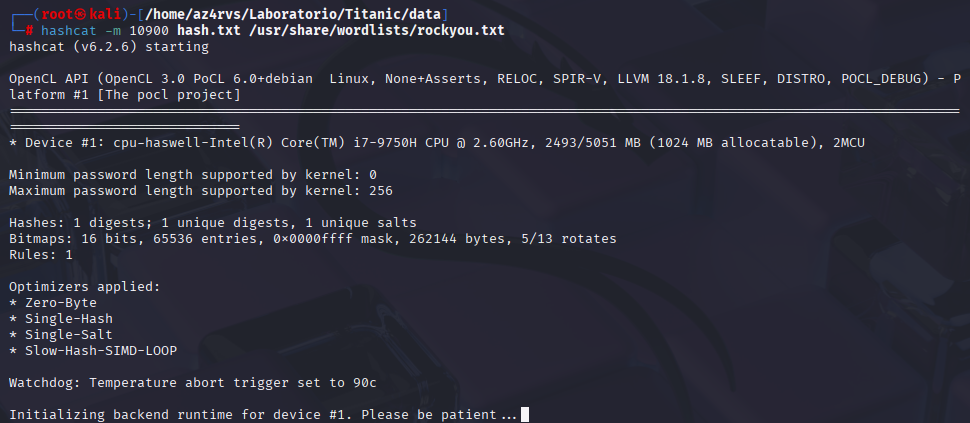 ┌──(root㉿kali)-[/home/az4rvs/Laboratorio/Titanic/data]
└─# hashcat -m 10900 hash.txt /usr/share/wordlists/rockyou.txt
hashcat (v6.2.6) starting
OpenCL API (OpenCL 3.0 PoCL 6.0+debian  Linux, None+Asserts, RELOC, SPIR-V, LLVM 18.1.8, SLEEF, DISTRO, POCL_DEBUG) - P
latform #1 [The pocl project]
========================================================================================================================
=============================
* Device #1: cpu-haswell-Intel(R) Core(TM) i7-9750H CPU @ 2.60GHz, 2493/5051 MB (1024 MB allocatable), 2MCU
Minimum password length supported by kernel: 0
Maximum password length supported by kernel: 256
Hashes: 1 digests; 1 unique digests, 1 unique salts
Bitmaps: 16 bits, 65536 entries, 0x0000ffff mask, 262144 bytes, 5/13 rotates
Rules: 1
Optimizers applied:
* Zero-Byte
* Single-Hash
* Single-Salt
* Slow-Hash-SIMD-LOOP
Watchdog: Temperature abort trigger set to 90c
Initializing backend runtime for device #1. Please be patient...